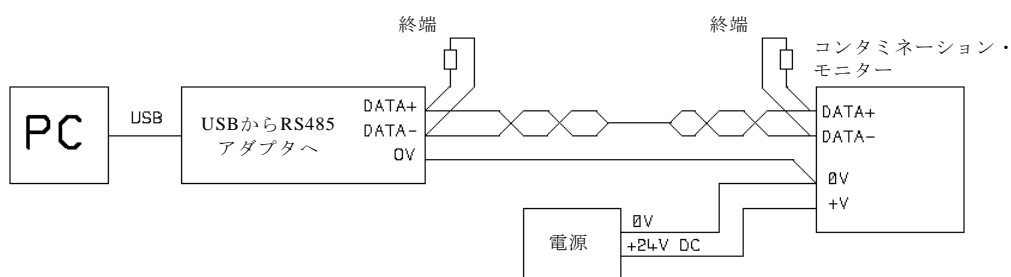 終端
終端
コンタミネーション・
モニター
PC
USB
USBからRS485
アダプタへ
DATA+
DATA-
0V
DATA+
DATA-
0V
+V
電源
0V
+24V DC